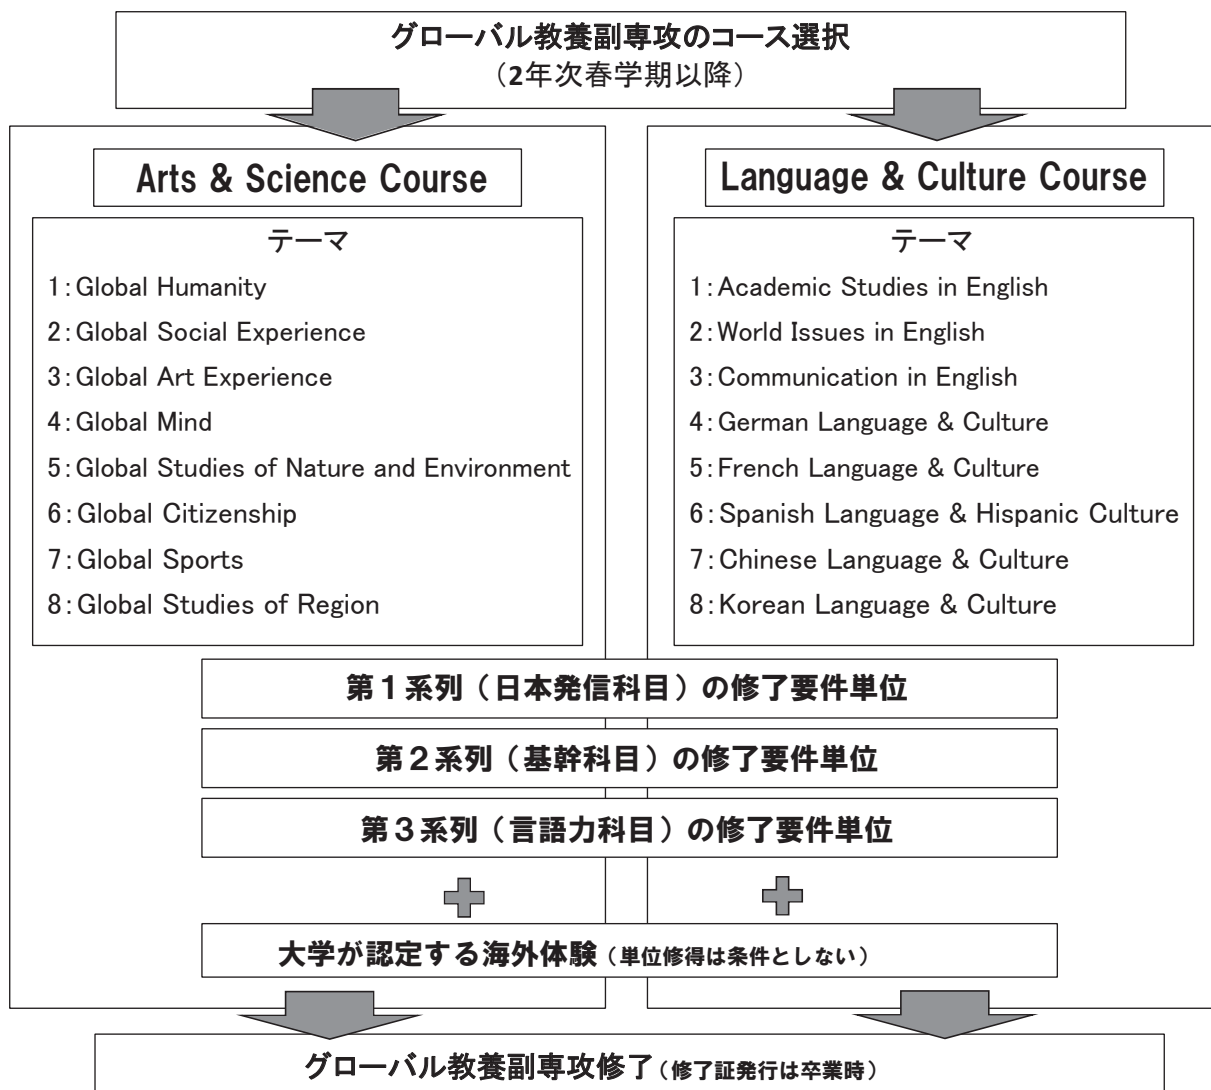 グローバル教養副専攻のコース選択
（2年次春学期以降）
Arts & Science Course
テーマ
1：Global Humanity
2：Global Social Experience
3：Global Art Experience
4：Global Mind
5：Global Studies of Nature and Environment
6：Global Citizenship
7：Global Sports
8：Global Studies of Region
Language & Culture Course
テーマ
1：Academic Studies in English
2：World Issues in English
3：Communication in English
4：German Language & Culture
5：French Language & Culture
6：Spanish Language & Hispanic Culture
7：Chinese Language & Culture
8：Korean Language & Culture
第１系列（日本発信科目）の修了要件単位
第２系列（基幹科目）の修了要件単位
第３系列（言語力科目）の修了要件単位
大学が認定する海外体験（単位修得は条件としない）
グローバル教養副専攻修了（修了証発行は卒業時）